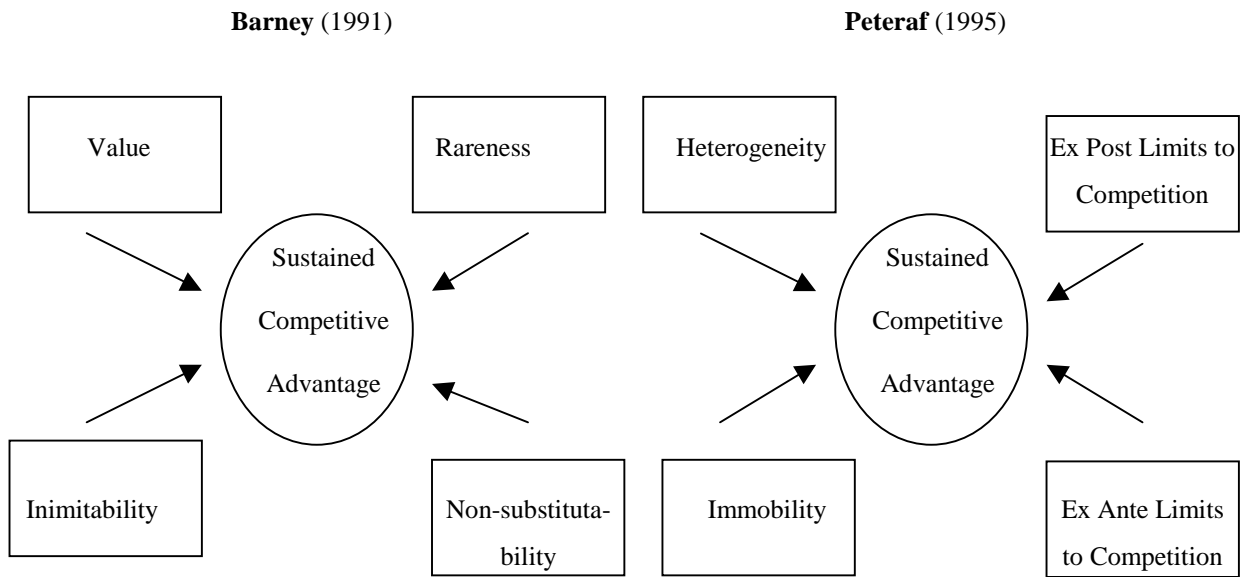 Barney (1991)
Peteraf (1995)
Value
Rareness
Sustained
Competitive
Advantage
Inimitability
Non-substituta-
bility
Heterogeneity
Ex Post Limits to
Competition
Sustained
Competitive
Advantage
Immobility
Ex Ante Limits
to Competition